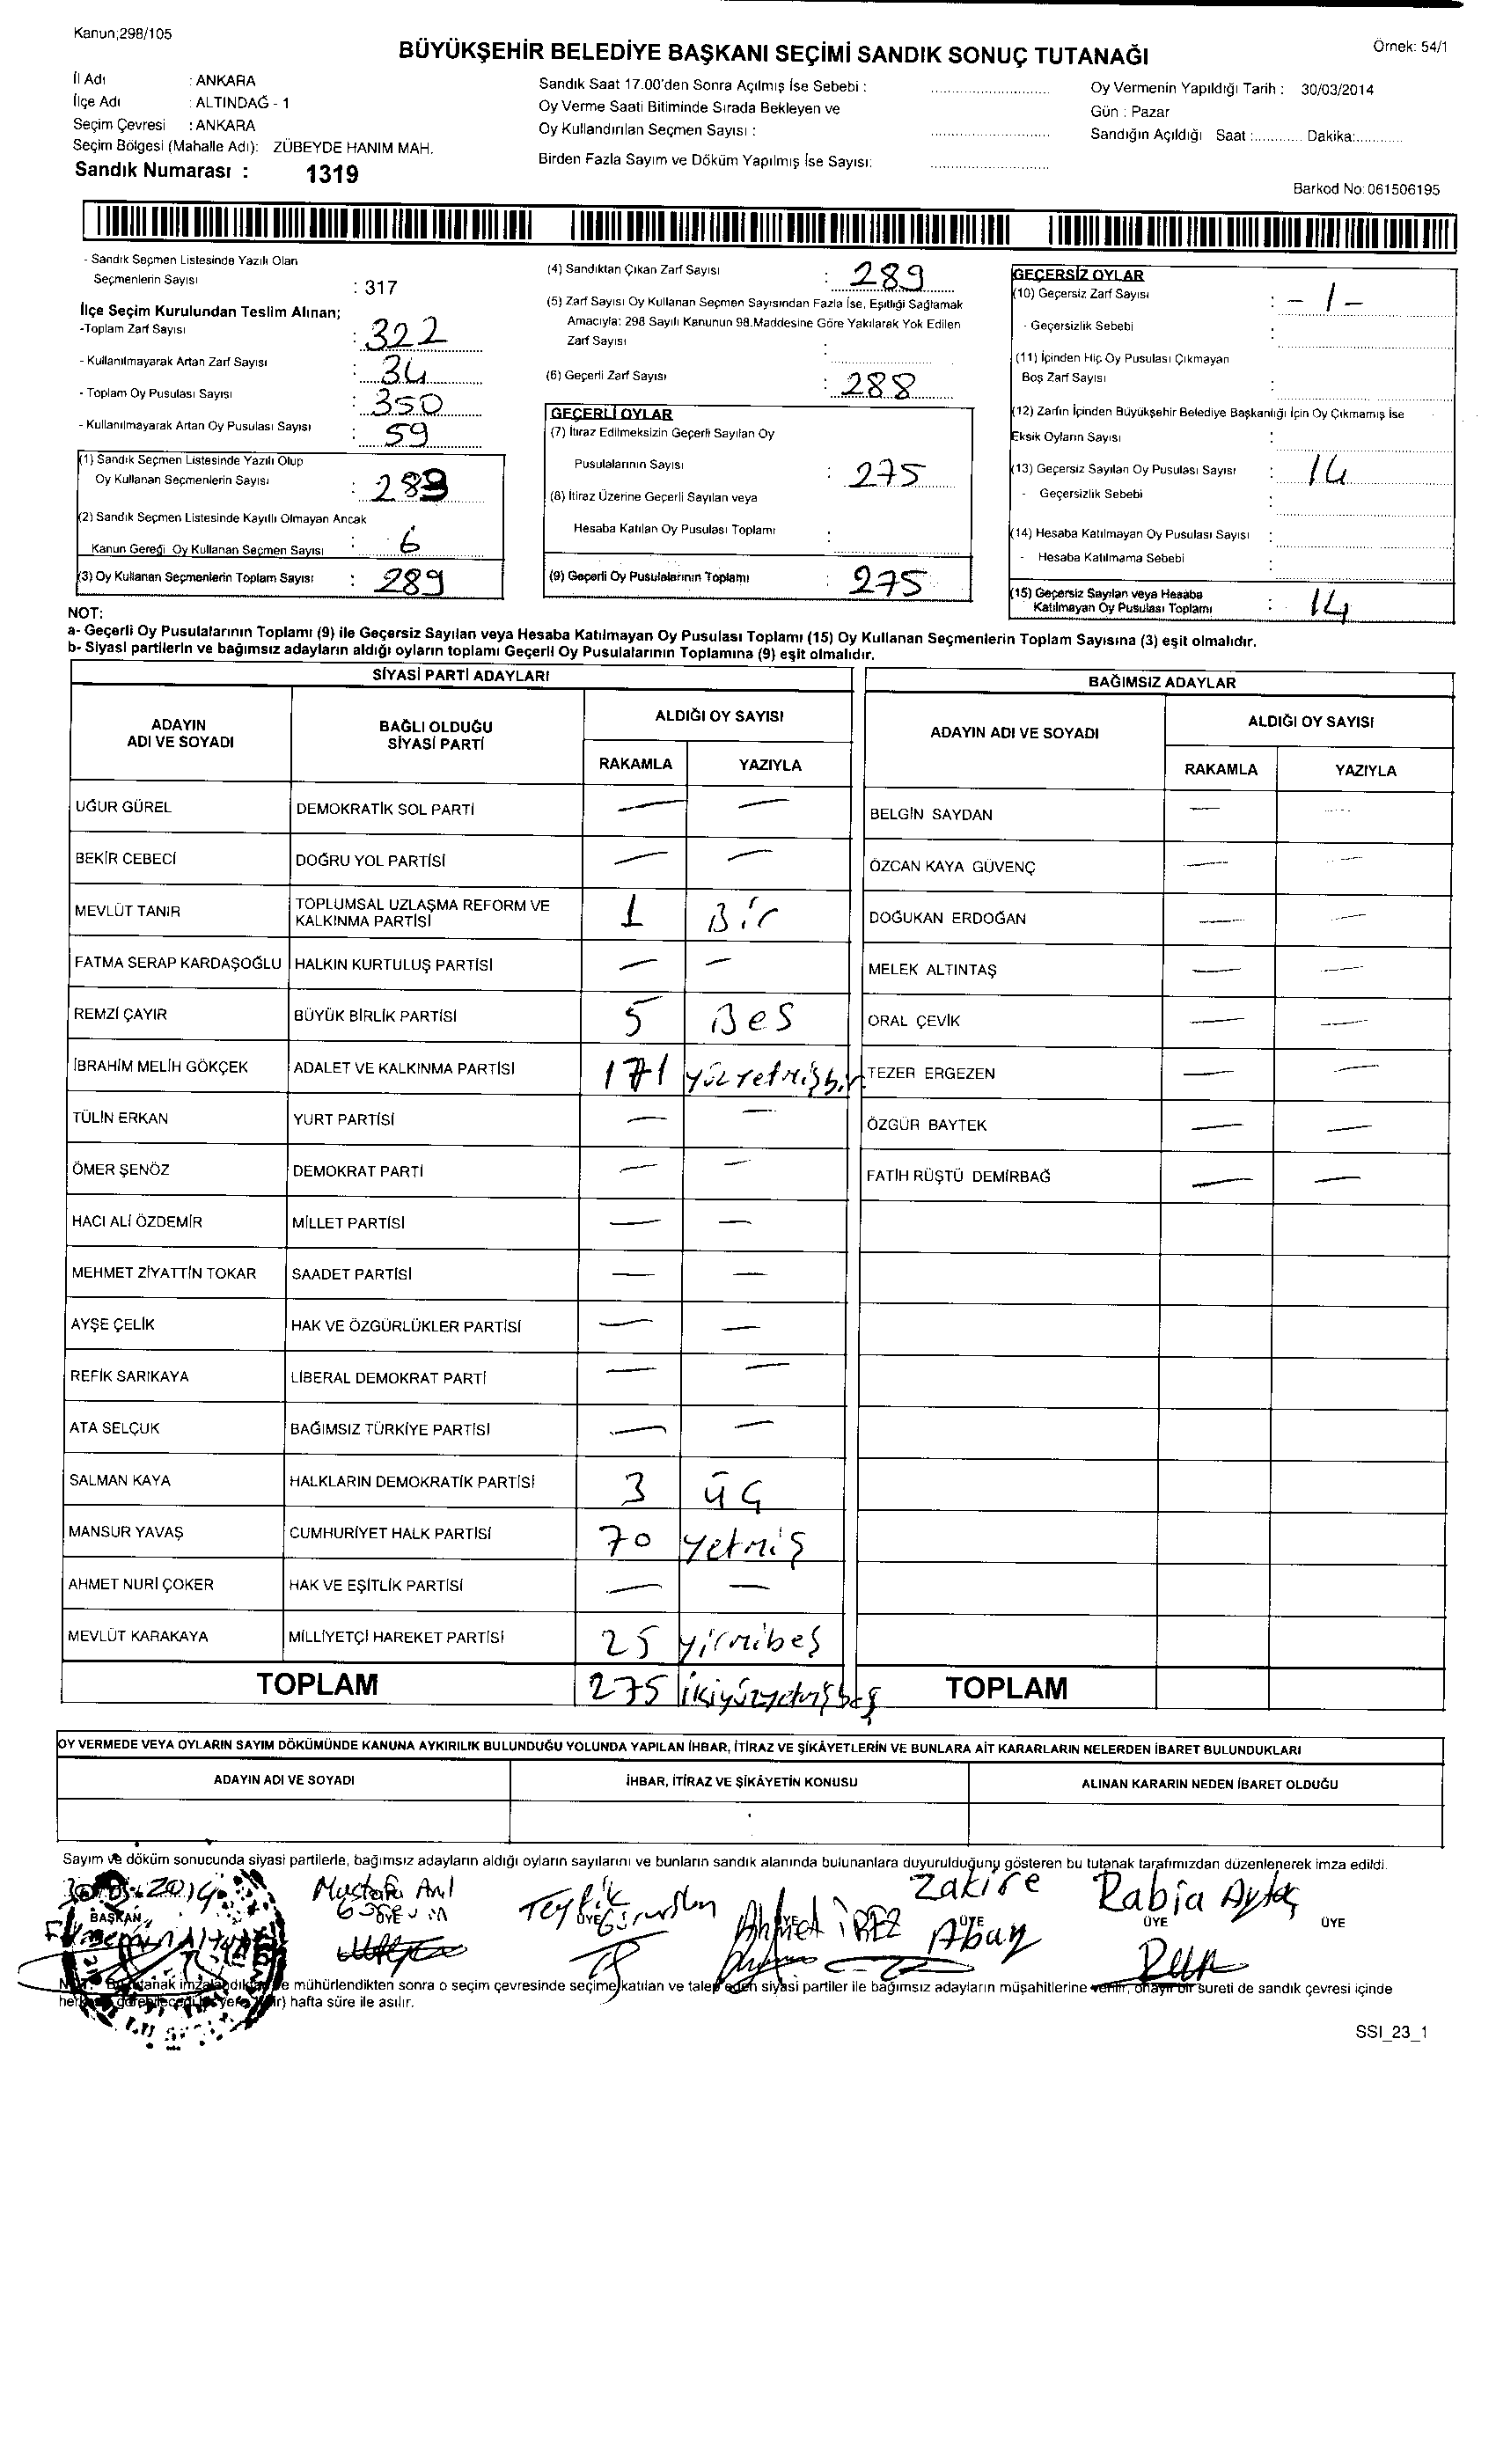 Kanun;298/105
BÜYÜKŞEHİR BELEDİYE BAŞKANI SEÇİMİ SANDIK SONUÇ TUTANAĞI
Örnek: 54/1
İl Adı : ANKARA
İlçe Adı : ALTINDAĞ - 1
Seçim Çevresi : ANKARA
Seçim Bölgesi (Mahalle Adı): ZÜBEYDE HANIM MAH.
Sandık Numarası : 1319
Sandık Saat 17.00'den Sonra Açılmış İse Sebebi :
Oy Verme Saati Bitiminde Sırada Bekleyen ve
Oy Kullandırılan Seçmen Sayısı :
Birden Fazla Sayım ve Döküm Yapılmış İse Sayısı:
Oy Vermenin Yapıldığı Tarih : 30/03/2014
Gün : Pazar
Sandığın Açıldığı Saat :............ Dakika:............
Barkod No:061506195
- Sandık Seçmen Listesinde Yazılı Olan
Seçmenlerin Sayısı : 317
İlçe Seçim Kurulundan Teslim Alınan;
-Toplam Zarf Sayısı : 322
- Kullanılmayarak Artan Zarf Sayısı : 34
- Toplam Oy Pusulası Sayısı : 350
- Kullanılmayarak Artan Oy Pusulası Sayısı : 59
(1) Sandık Seçmen Listesinde Yazılı Olup
Oy Kullanan Seçmenlerin Sayısı :
(2) Sandık Seçmen Listesinde Kayıtlı Olmayan Ancak
Kanun Gereği Oy Kullanan Seçmen Sayısı : 6
(3) Oy Kullanan Seçmenlerin Toplam Sayısı : 289
(4) Sandıktan Çıkan Zarf Sayısı : 289
(5) Zarf Sayısı Oy Kullanan Seçmen Sayısından Fazla İse, Eşitliği Sağlamak
Amacıyla: 298 Sayılı Kanunun 98.Maddesine Göre Yakılarak Yok Edilen
Zarf Sayısı :
(6) Geçerli Zarf Sayısı : 288
GEÇERLİ OYLAR
(7) İtiraz Edilmeksizin Geçerli Sayılan Oy
Pusulalarının Sayısı : 275
(8) İtiraz Üzerine Geçerli Sayılan veya
Hesaba Katılan Oy Pusulası Toplamı :
(9) Geçerli Oy Pusulalarının Toplamı : 275
GEÇERSİZ OYLAR
(10) Geçersiz Zarf Sayısı : - 1 -
- Geçersizlik Sebebi :
(11) İçinden Hiç Oy Pusulası Çıkmayan
Boş Zarf Sayısı :
(12) Zarfın İçinden Büyükşehir Belediye Başkanlığı İçin Oy Çıkmamış İse
Eksik Oyların Sayısı :
(13) Geçersiz Sayılan Oy Pusulası Sayısı : 14
- Geçersizlik Sebebi :
(14) Hesaba Katılmayan Oy Pusulası Sayısı :
- Hesaba Katılmama Sebebi :
(15) Geçersiz Sayılan veya Hesaba
Katılmayan Oy Pusulası Toplamı : 14
NOT:
a- Geçerli Oy Pusulalarının Toplamı (9) ile Geçersiz Sayılan veya Hesaba Katılmayan Oy Pusulası Toplamı (15) Oy Kullanan Seçmenlerin Toplam Sayısına (3) eşit olmalıdır.
b- Siyasi partilerin ve bağımsız adayların aldığı oyların toplamı Geçerli Oy Pusulalarının Toplamına (9) eşit olmalıdır.
SİYASİ PARTİ ADAYLARI
ADAYIN ADI VE SOYADI | BAĞLI OLDUĞU SİYASİ PARTİ | ALDIĞI OY SAYISI
RAKAMLA | YAZIYLA
UĞUR GÜREL | DEMOKRATİK SOL PARTİ | — | —
BEKİR CEBECİ | DOĞRU YOL PARTİSİ | — | —
MEVLÜT TANIR | TOPLUMSAL UZLAŞMA REFORM VE KALKINMA PARTİSİ | 1 | Bir
FATMA SERAP KARDAŞOĞLU | HALKIN KURTULUŞ PARTİSİ | — | —
REMZİ ÇAYIR | BÜYÜK BİRLİK PARTİSİ | 5 | Bes
İBRAHİM MELİH GÖKÇEK | ADALET VE KALKINMA PARTİSİ | 171 | yüzyetmişbir
TÜLİN ERKAN | YURT PARTİSİ | — | —
ÖMER ŞENÖZ | DEMOKRAT PARTİ | — | —
HACI ALİ ÖZDEMİR | MİLLET PARTİSİ | — | —
MEHMET ZİYATTİN TOKAR | SAADET PARTİSİ | — | —
AYŞE ÇELİK | HAK VE ÖZGÜRLÜKLER PARTİSİ | — | —
REFİK SARIKAYA | LİBERAL DEMOKRAT PARTİ | — | —
ATA SELÇUK | BAĞIMSIZ TÜRKİYE PARTİSİ | — | —
SALMAN KAYA | HALKLARIN DEMOKRATİK PARTİSİ | 3 | üç
MANSUR YAVAŞ | CUMHURİYET HALK PARTİSİ | 70 | yetmiş
AHMET NURİ ÇOKER | HAK VE EŞİTLİK PARTİSİ | — | —
MEVLÜT KARAKAYA | MİLLİYETÇİ HAREKET PARTİSİ | 25 | yirmibeş
TOPLAM | 275 | ikiyüzyetmişbeş
BAĞIMSIZ ADAYLAR
ADAYIN ADI VE SOYADI | ALDIĞI OY SAYISI
RAKAMLA | YAZIYLA
BELGİN SAYDAN | — | —
ÖZCAN KAYA GÜVENÇ | — | —
DOĞUKAN ERDOĞAN | — | —
MELEK ALTINTAŞ | — | —
ORAL ÇEVİK | — | —
TEZER ERGEZEN | — | —
ÖZGÜR BAYTEK | — | —
FATİH RÜŞTÜ DEMİRBAĞ | — | —
TOPLAM
OY VERMEDE VEYA OYLARIN SAYIM DÖKÜMÜNDE KANUNA AYKIRILIK BULUNDUĞU YOLUNDA YAPILAN İHBAR, İTİRAZ VE ŞİKÂYETLERİN VE BUNLARA AİT KARARLARIN NELERDEN İBARET BULUNDUKLARI
ADAYIN ADI VE SOYADI | İHBAR, İTİRAZ VE ŞİKÂYETİN KONUSU | ALINAN KARARIN NEDEN İBARET OLDUĞU
Sayım ve döküm sonucunda siyasi partilerle, bağımsız adayların aldığı oyların sayılarını ve bunların sandık alanında bulunanlara duyurulduğunu gösteren bu tutanak tarafımızdan düzenlenerek imza edildi.
Mustafa Anıl
Tevfik
Ahmet
Zakire
Abay
Rabia Aytaç
BAŞKAN ÜYE ÜYE ÜYE ÜYE ÜYE ÜYE
mühürlendikten sonra o seçim çevresinde seçime katılan ve talep eden siyasi partiler ile bağımsız adayların müşahitlerine verilir, onaylı bir sureti de sandık çevresi içinde
hafta süre ile asılır.
SSI_23_1